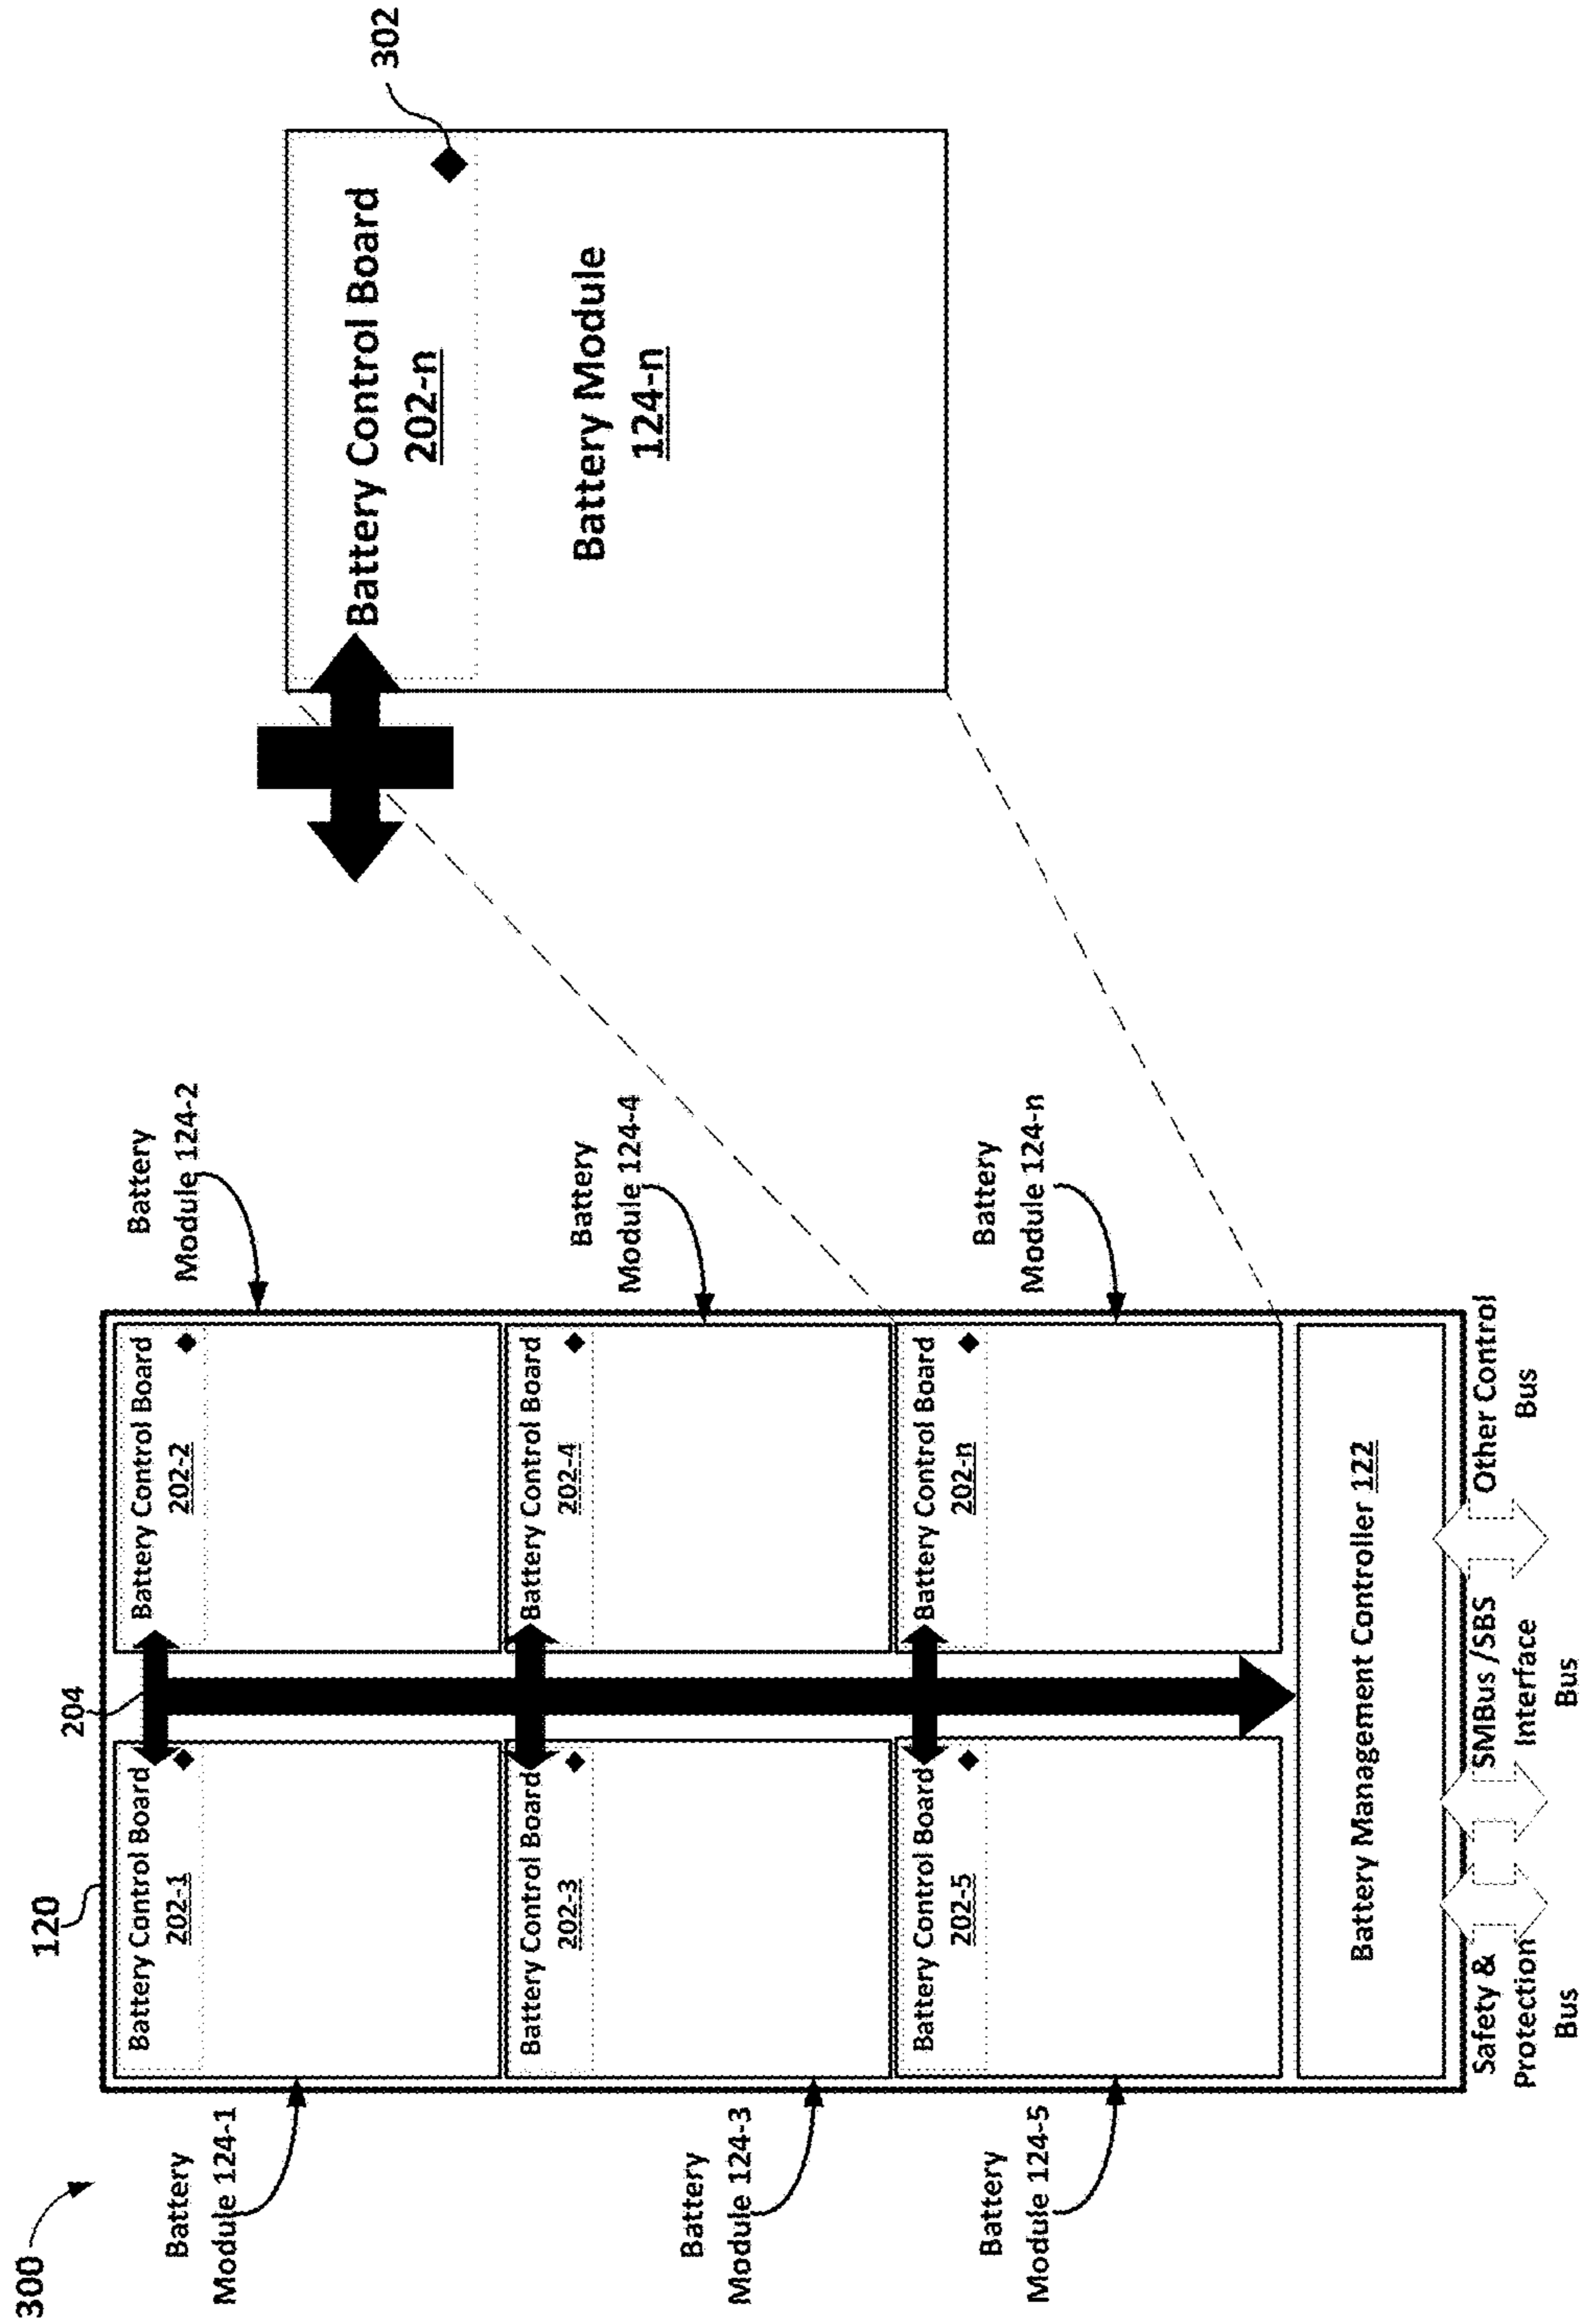 300
120
204
Battery
Module 124-1
Battery Control Board
202-1
Battery Control Board
202-2
Battery
Module 124-2
Battery
Module 124-3
Battery Control Board
202-3
Battery Control Board
202-4
Battery
Module 124-4
Battery
Module 124-5
Battery Control Board
202-5
Battery Control Board
202-n
Battery
Module 124-n
Battery Management Controller 122
Safety &
Protection
Bus
SMBus /SBS
Interface
Bus
Other Control
Bus
Battery Control Board
202-n
302
Battery Module
124-n